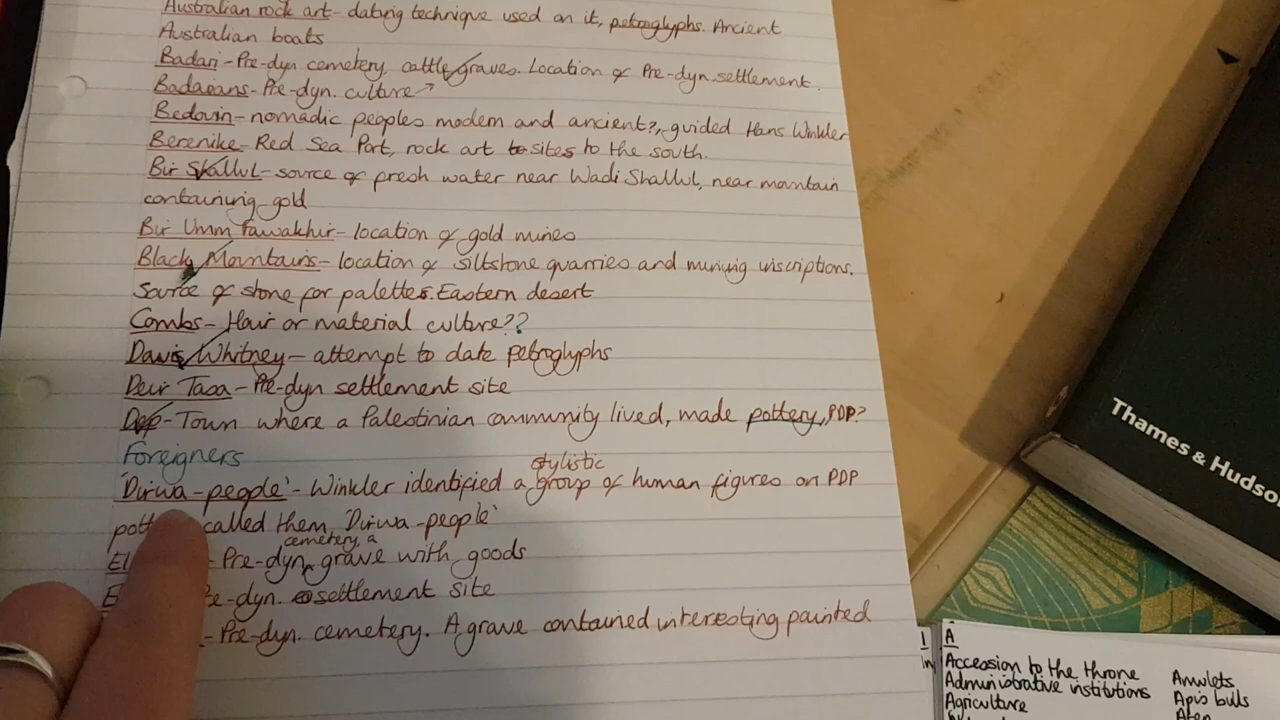 Australian rock art - dating technique used on it, petroglyphs. Ancient
Australian boats
Badari - Pre-dyn cemetery, cattle graves. Location of Pre-dyn settlement.
Badarans - Pre-dyn. culture
Bedouin - nomadic peoples modern and ancient?, guided Hans Winkler
Berenike - Red Sea Port, rock art sites to the south.
Bir Shallul - source of fresh water near Wadi Shallul, near mountain
containing gold
Bir Umm Fawakhir - location of gold mines
Black Mountains - location of siltstone quarries and mining inscriptions.
Source of stone for palettes. Eastern desert
Combs - Hair or material culture??
Davis Whitney - attempt to date petroglyphs
Deir Tasa - Pre-dyn settlement site
Dep - Town where a Palestinian community lived, made pottery, PDP?
Foreigners
'Dirwa-people' - Winkler identified a stylistic group of human figures on PDP
called them, 'Dirwa-people'
Pre-dyn cemetery, a grave with goods
settlement site
- Pre-dyn. cemetery. A grave contained interesting painted
Thames & Hudso
A
Accession to the throne
Administrative institutions
Agriculture
Amulets
Apis bulls